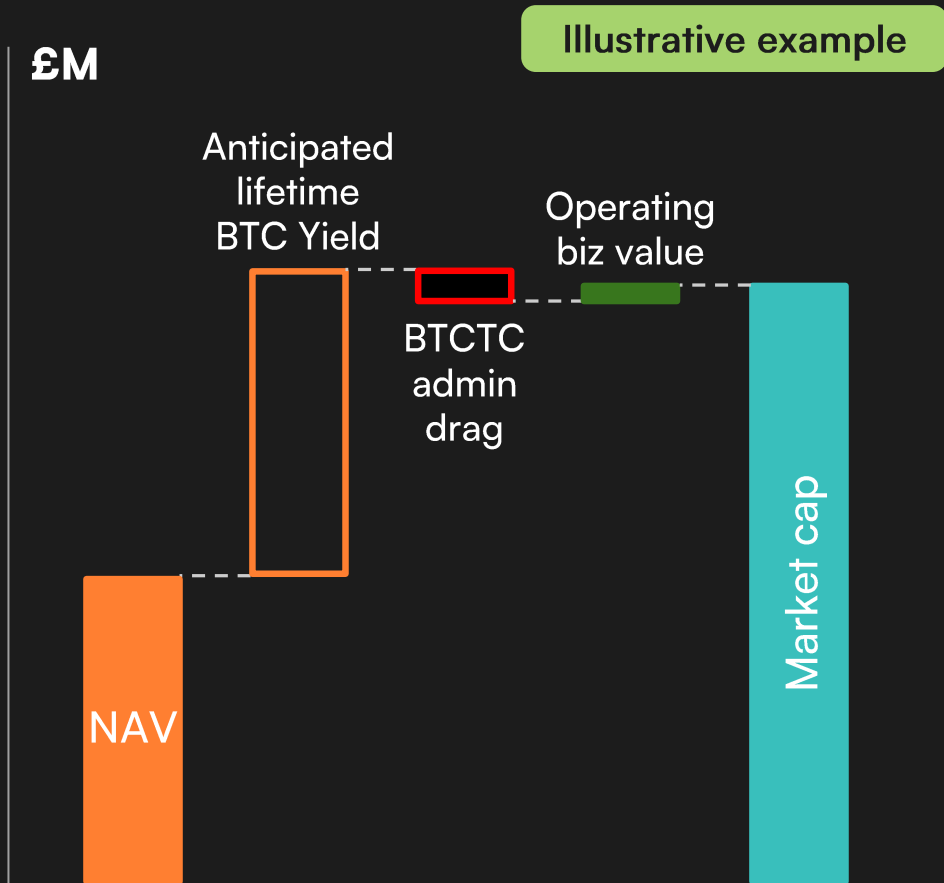 Illustrative example
£M
Anticipated
lifetime
BTC Yield
Operating
biz value
BTCTC
admin
drag
NAV
Market cap